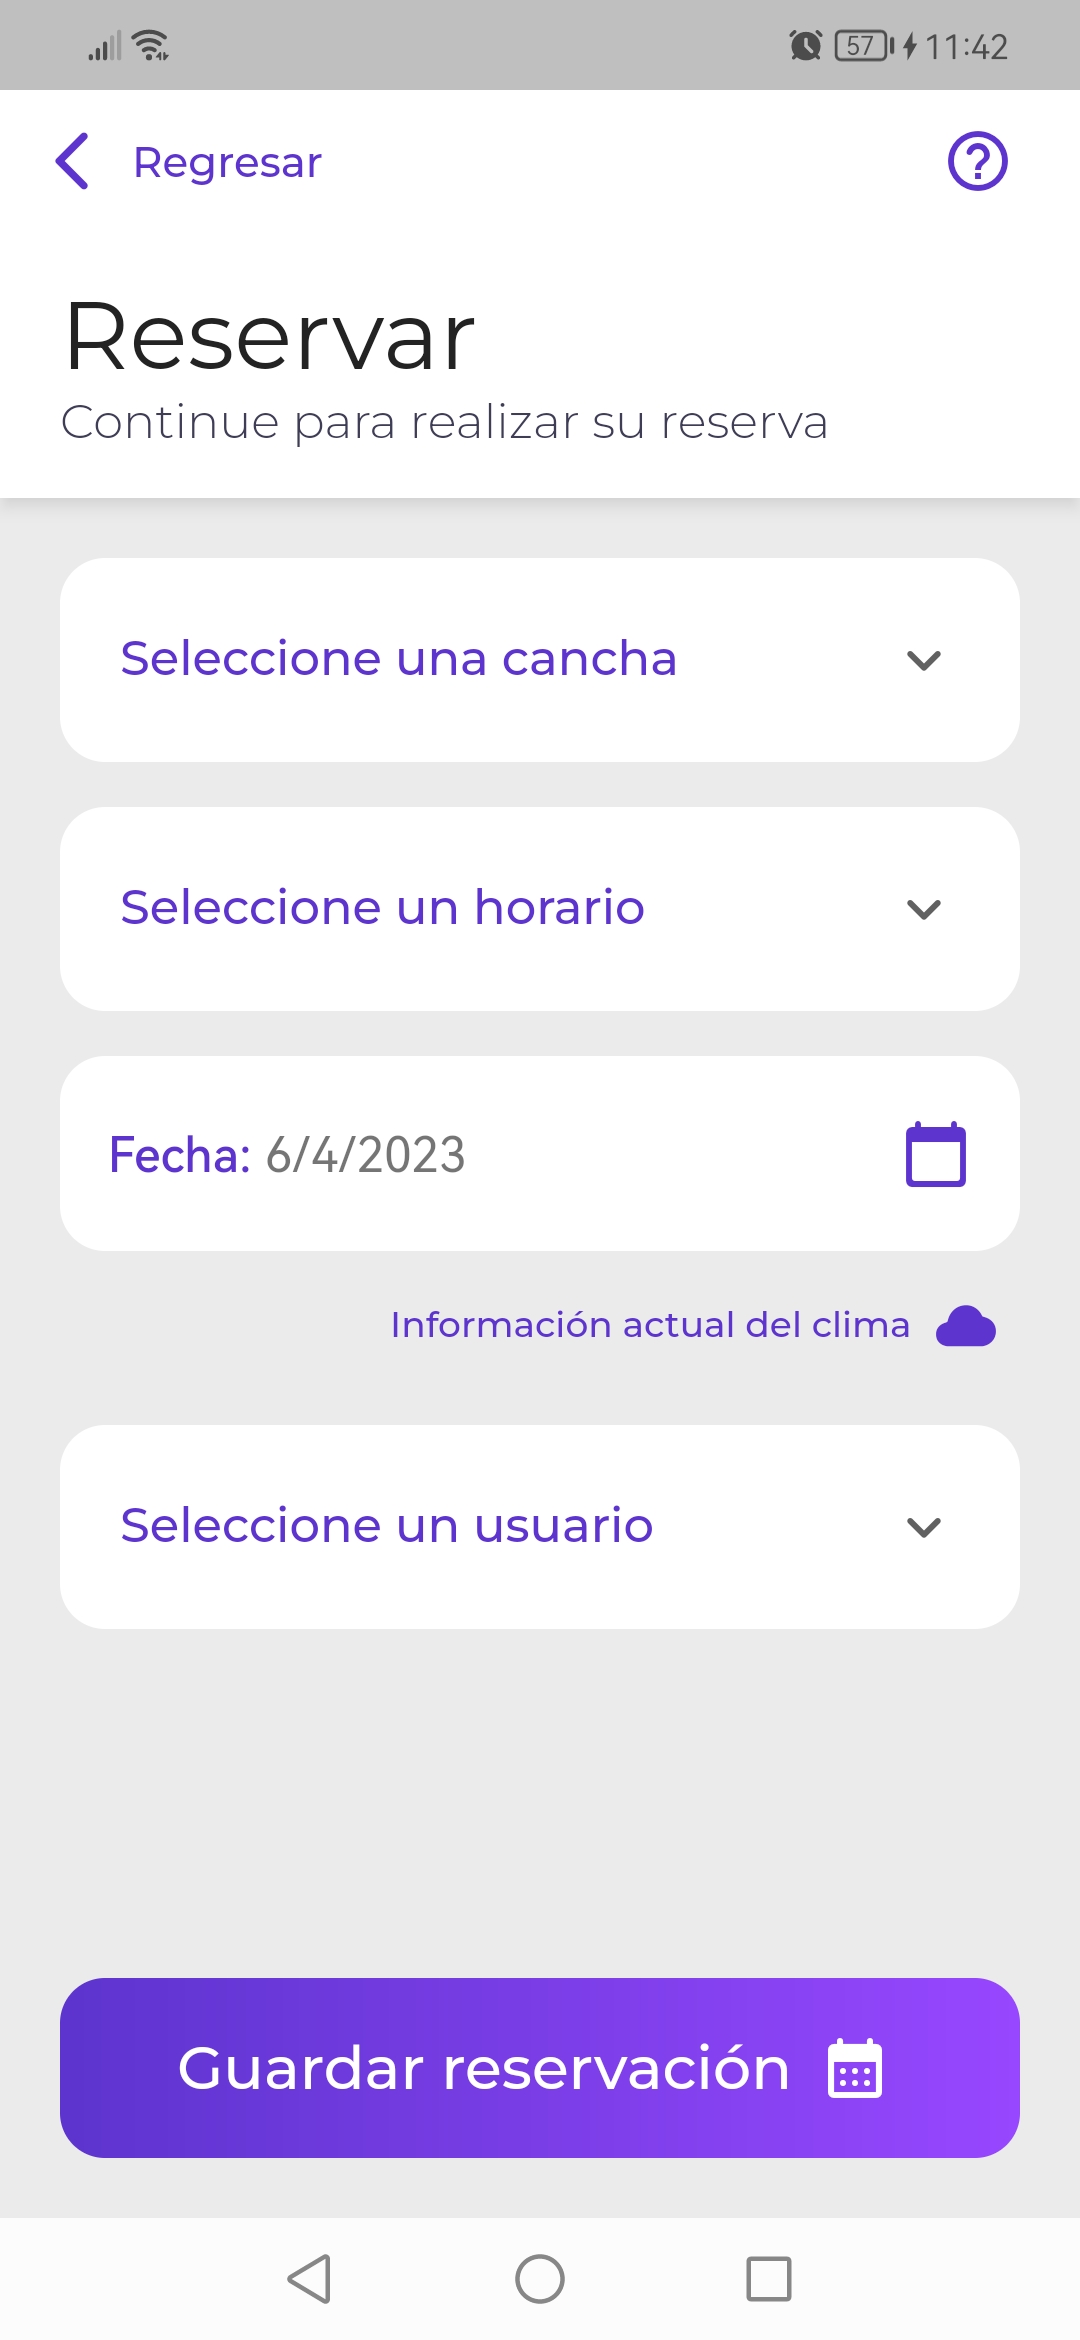 57 11:42
Regresar
Reservar
Continue para realizar su reserva
Seleccione una cancha
Seleccione un horario
Fecha: 6/4/2023
Información actual del clima
Seleccione un usuario
Guardar reservación